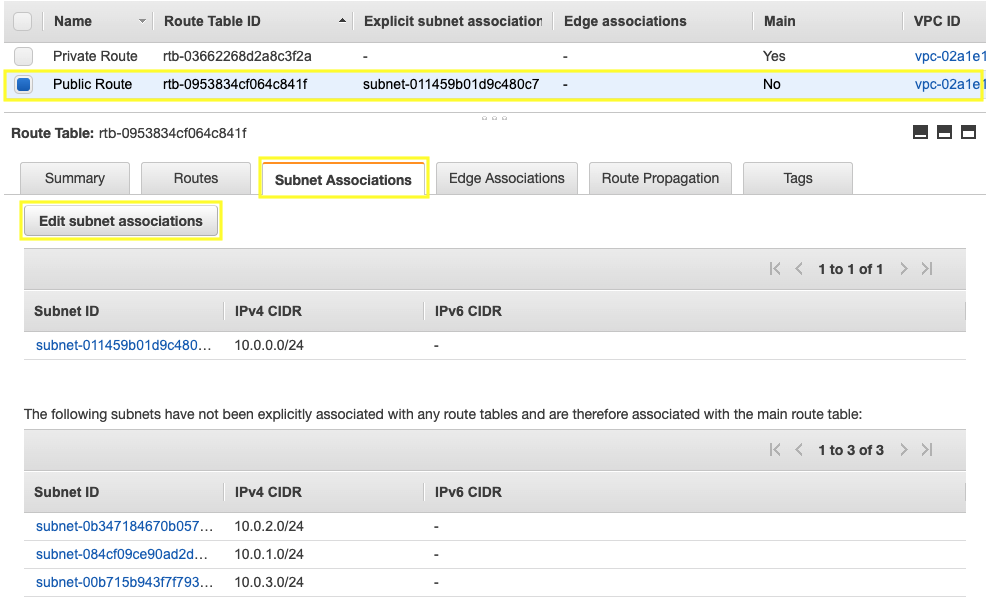 Name Route Table ID Explicit subnet association Edge associations Main VPC ID
Private Route rtb-03662268d2a8c3f2a - - Yes vpc-02a1e1
Public Route rtb-0953834cf064c841f subnet-011459b01d9c480c7 - No vpc-02a1e1
Route Table: rtb-0953834cf064c841f
Summary Routes Subnet Associations Edge Associations Route Propagation Tags
Edit subnet associations
1 to 1 of 1
Subnet ID IPv4 CIDR IPv6 CIDR
subnet-011459b01d9c480... 10.0.0.0/24 -
The following subnets have not been explicitly associated with any route tables and are therefore associated with the main route table:
1 to 3 of 3
Subnet ID IPv4 CIDR IPv6 CIDR
subnet-0b347184670b057... 10.0.2.0/24 -
subnet-084cf09ce90ad2d... 10.0.1.0/24 -
subnet-00b715b943f7f793... 10.0.3.0/24 -